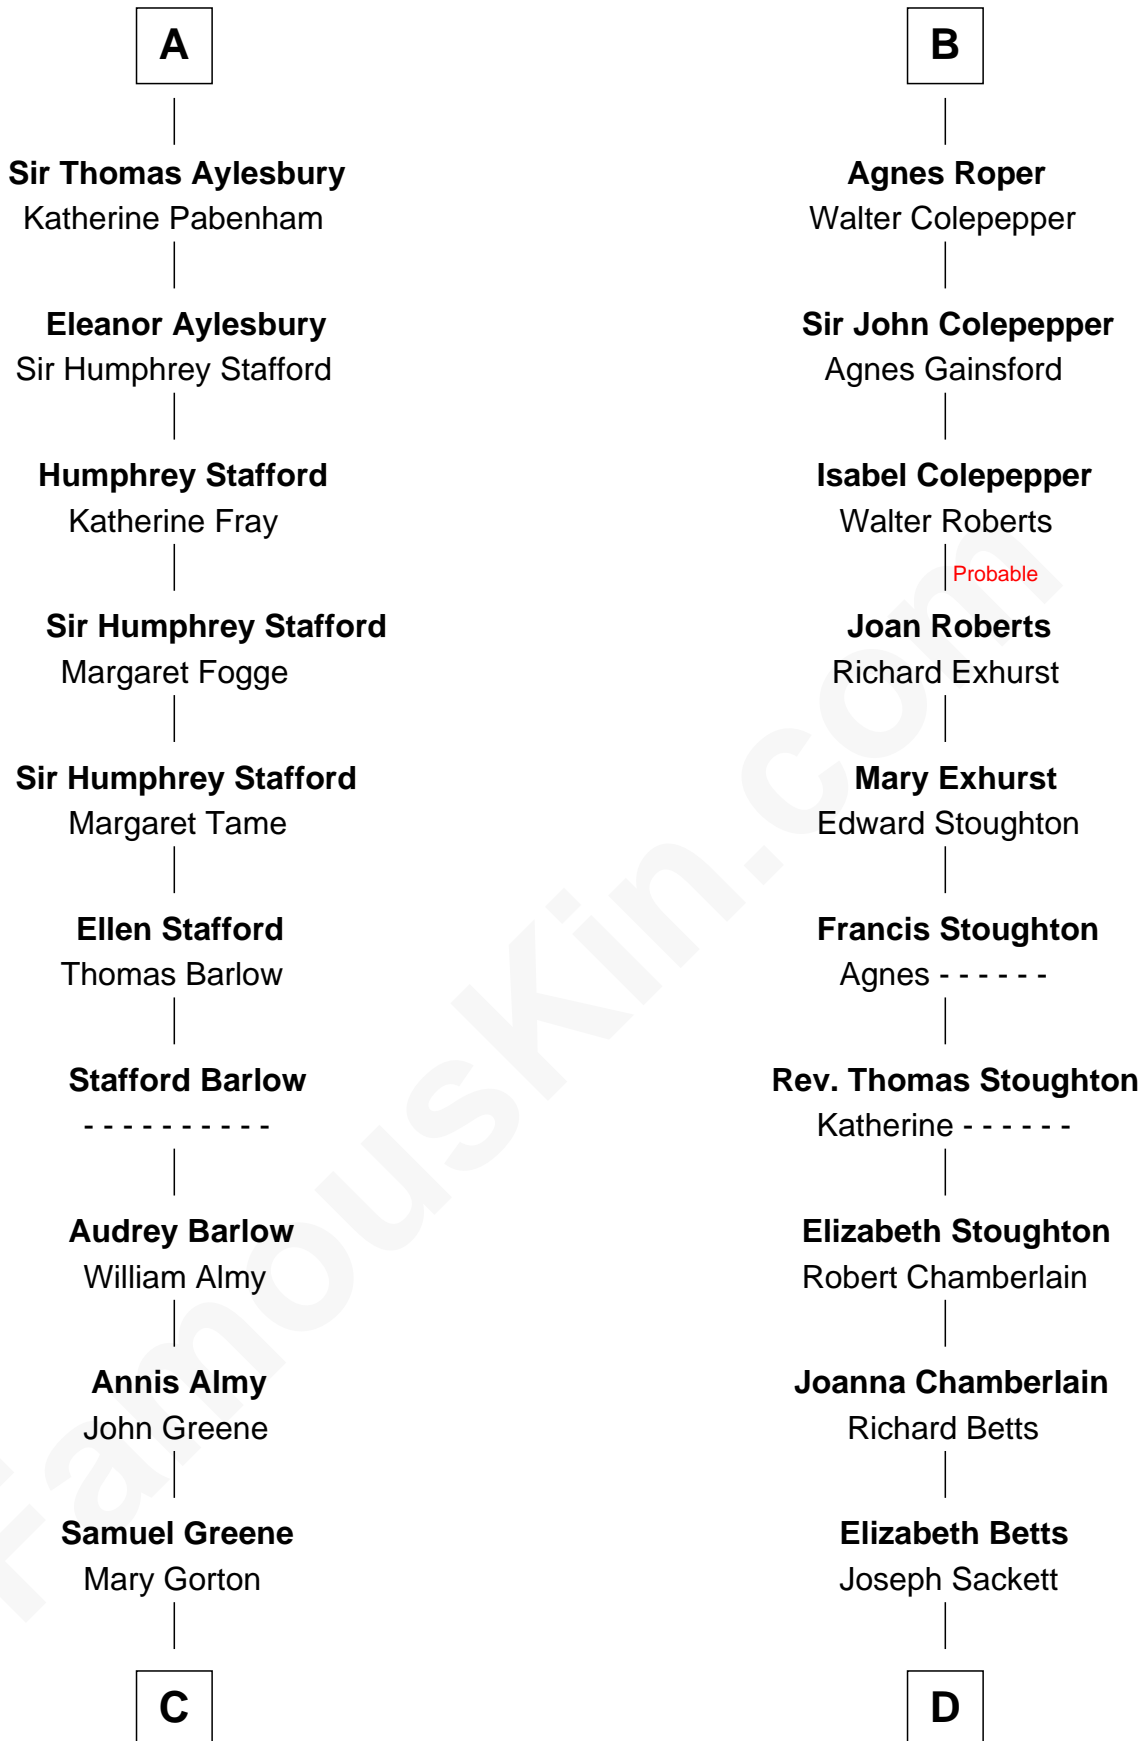 A
Sir Thomas Aylesbury
Katherine Pabenham
Eleanor Aylesbury
Sir Humphrey Stafford
Humphrey Stafford
Katherine Fray
Sir Humphrey Stafford
Margaret Fogge
Sir Humphrey Stafford
Margaret Tame
Ellen Stafford
Thomas Barlow
Stafford Barlow
- - - - - - - - - -
Audrey Barlow
William Almy
Annis Almy
John Greene
Samuel Greene
Mary Gorton
C
B
Agnes Roper
Walter Colepepper
Sir John Colepepper
Agnes Gainsford
Isabel Colepepper
Walter Roberts
Probable
Joan Roberts
Richard Exhurst
Mary Exhurst
Edward Stoughton
Francis Stoughton
Agnes - - - - - -
Rev. Thomas Stoughton
Katherine - - - - - -
Elizabeth Stoughton
Robert Chamberlain
Joanna Chamberlain
Richard Betts
Elizabeth Betts
Joseph Sackett
D
FamousKin.com